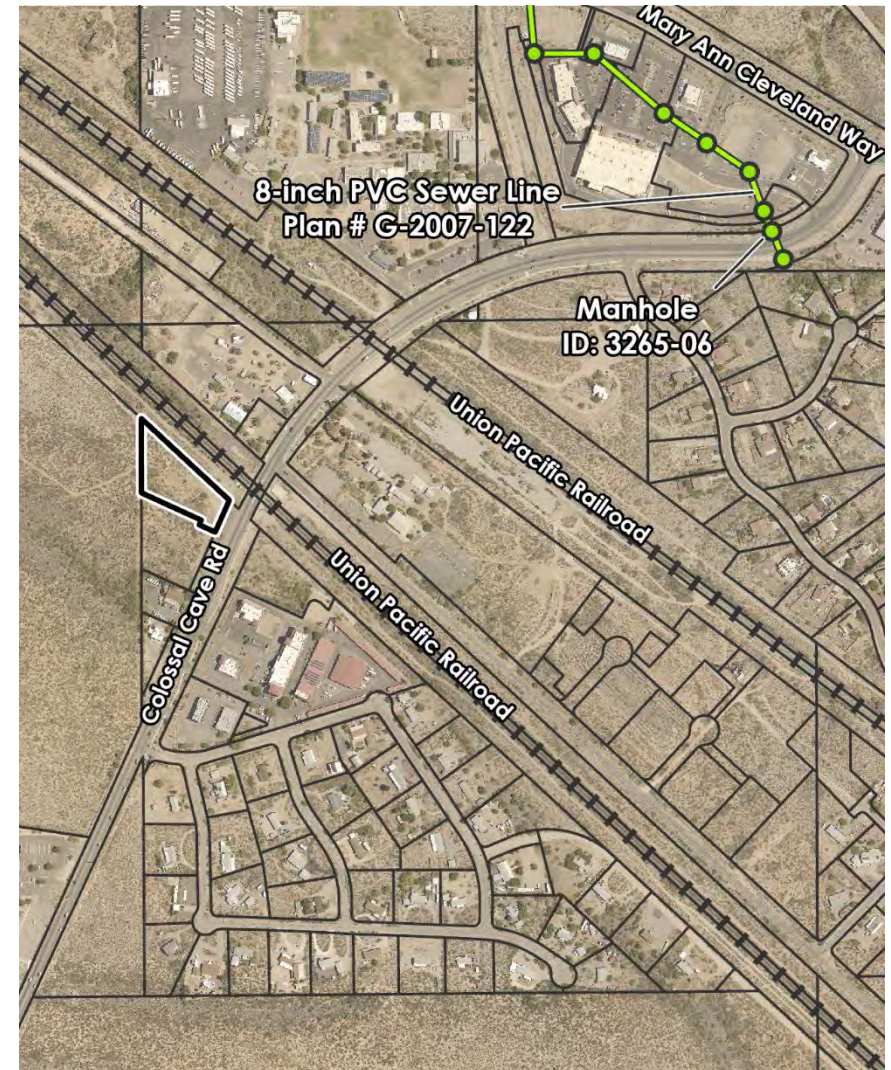 Mary Ann Cleveland Way
8-inch PVC Sewer Line
Plan # G-2007-122
Manhole
ID: 3265-06
Union Pacific Railroad
Union Pacific Railroad
Colossal Cave Rd